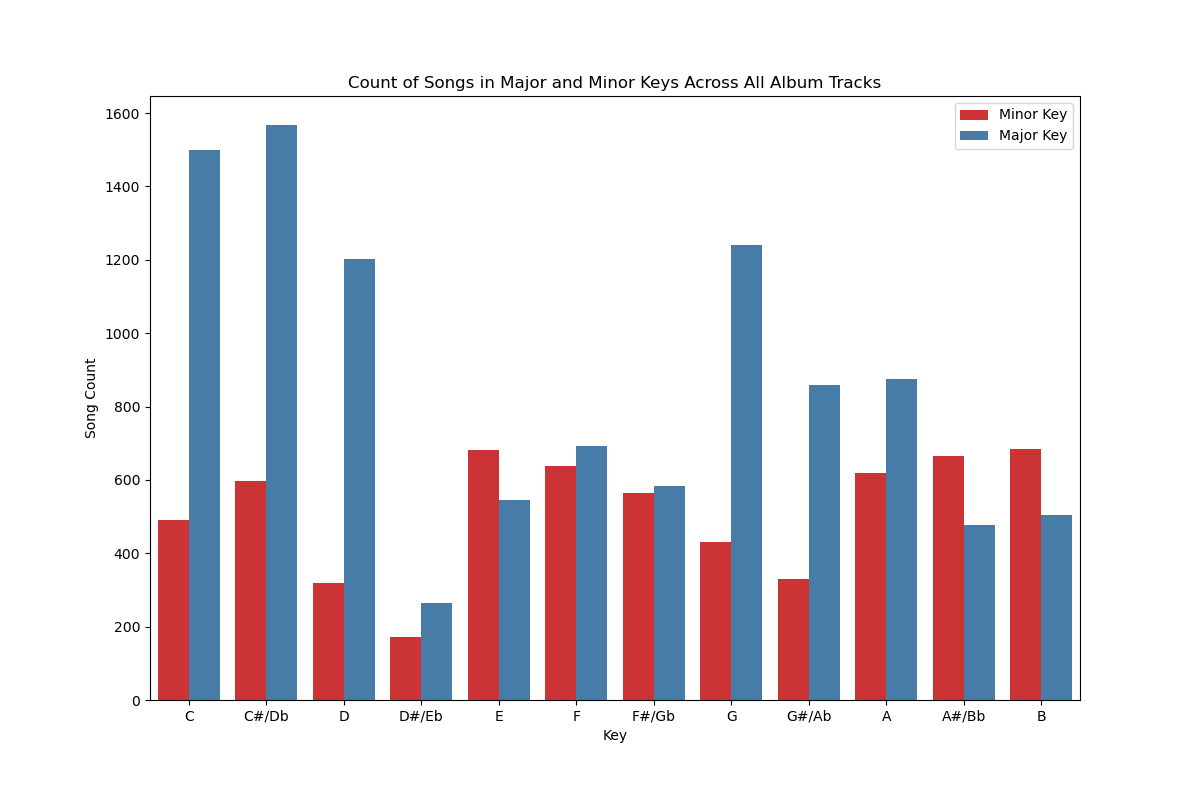 Count of Songs in Major and Minor Keys Across All Album Tracks
Minor Key
Major Key
1600
1400
1200
1000
800
600
400
200
0
Song Count
C C#/Db D D#/Eb E F F#/Gb G G#/Ab A A#/Bb B
Key